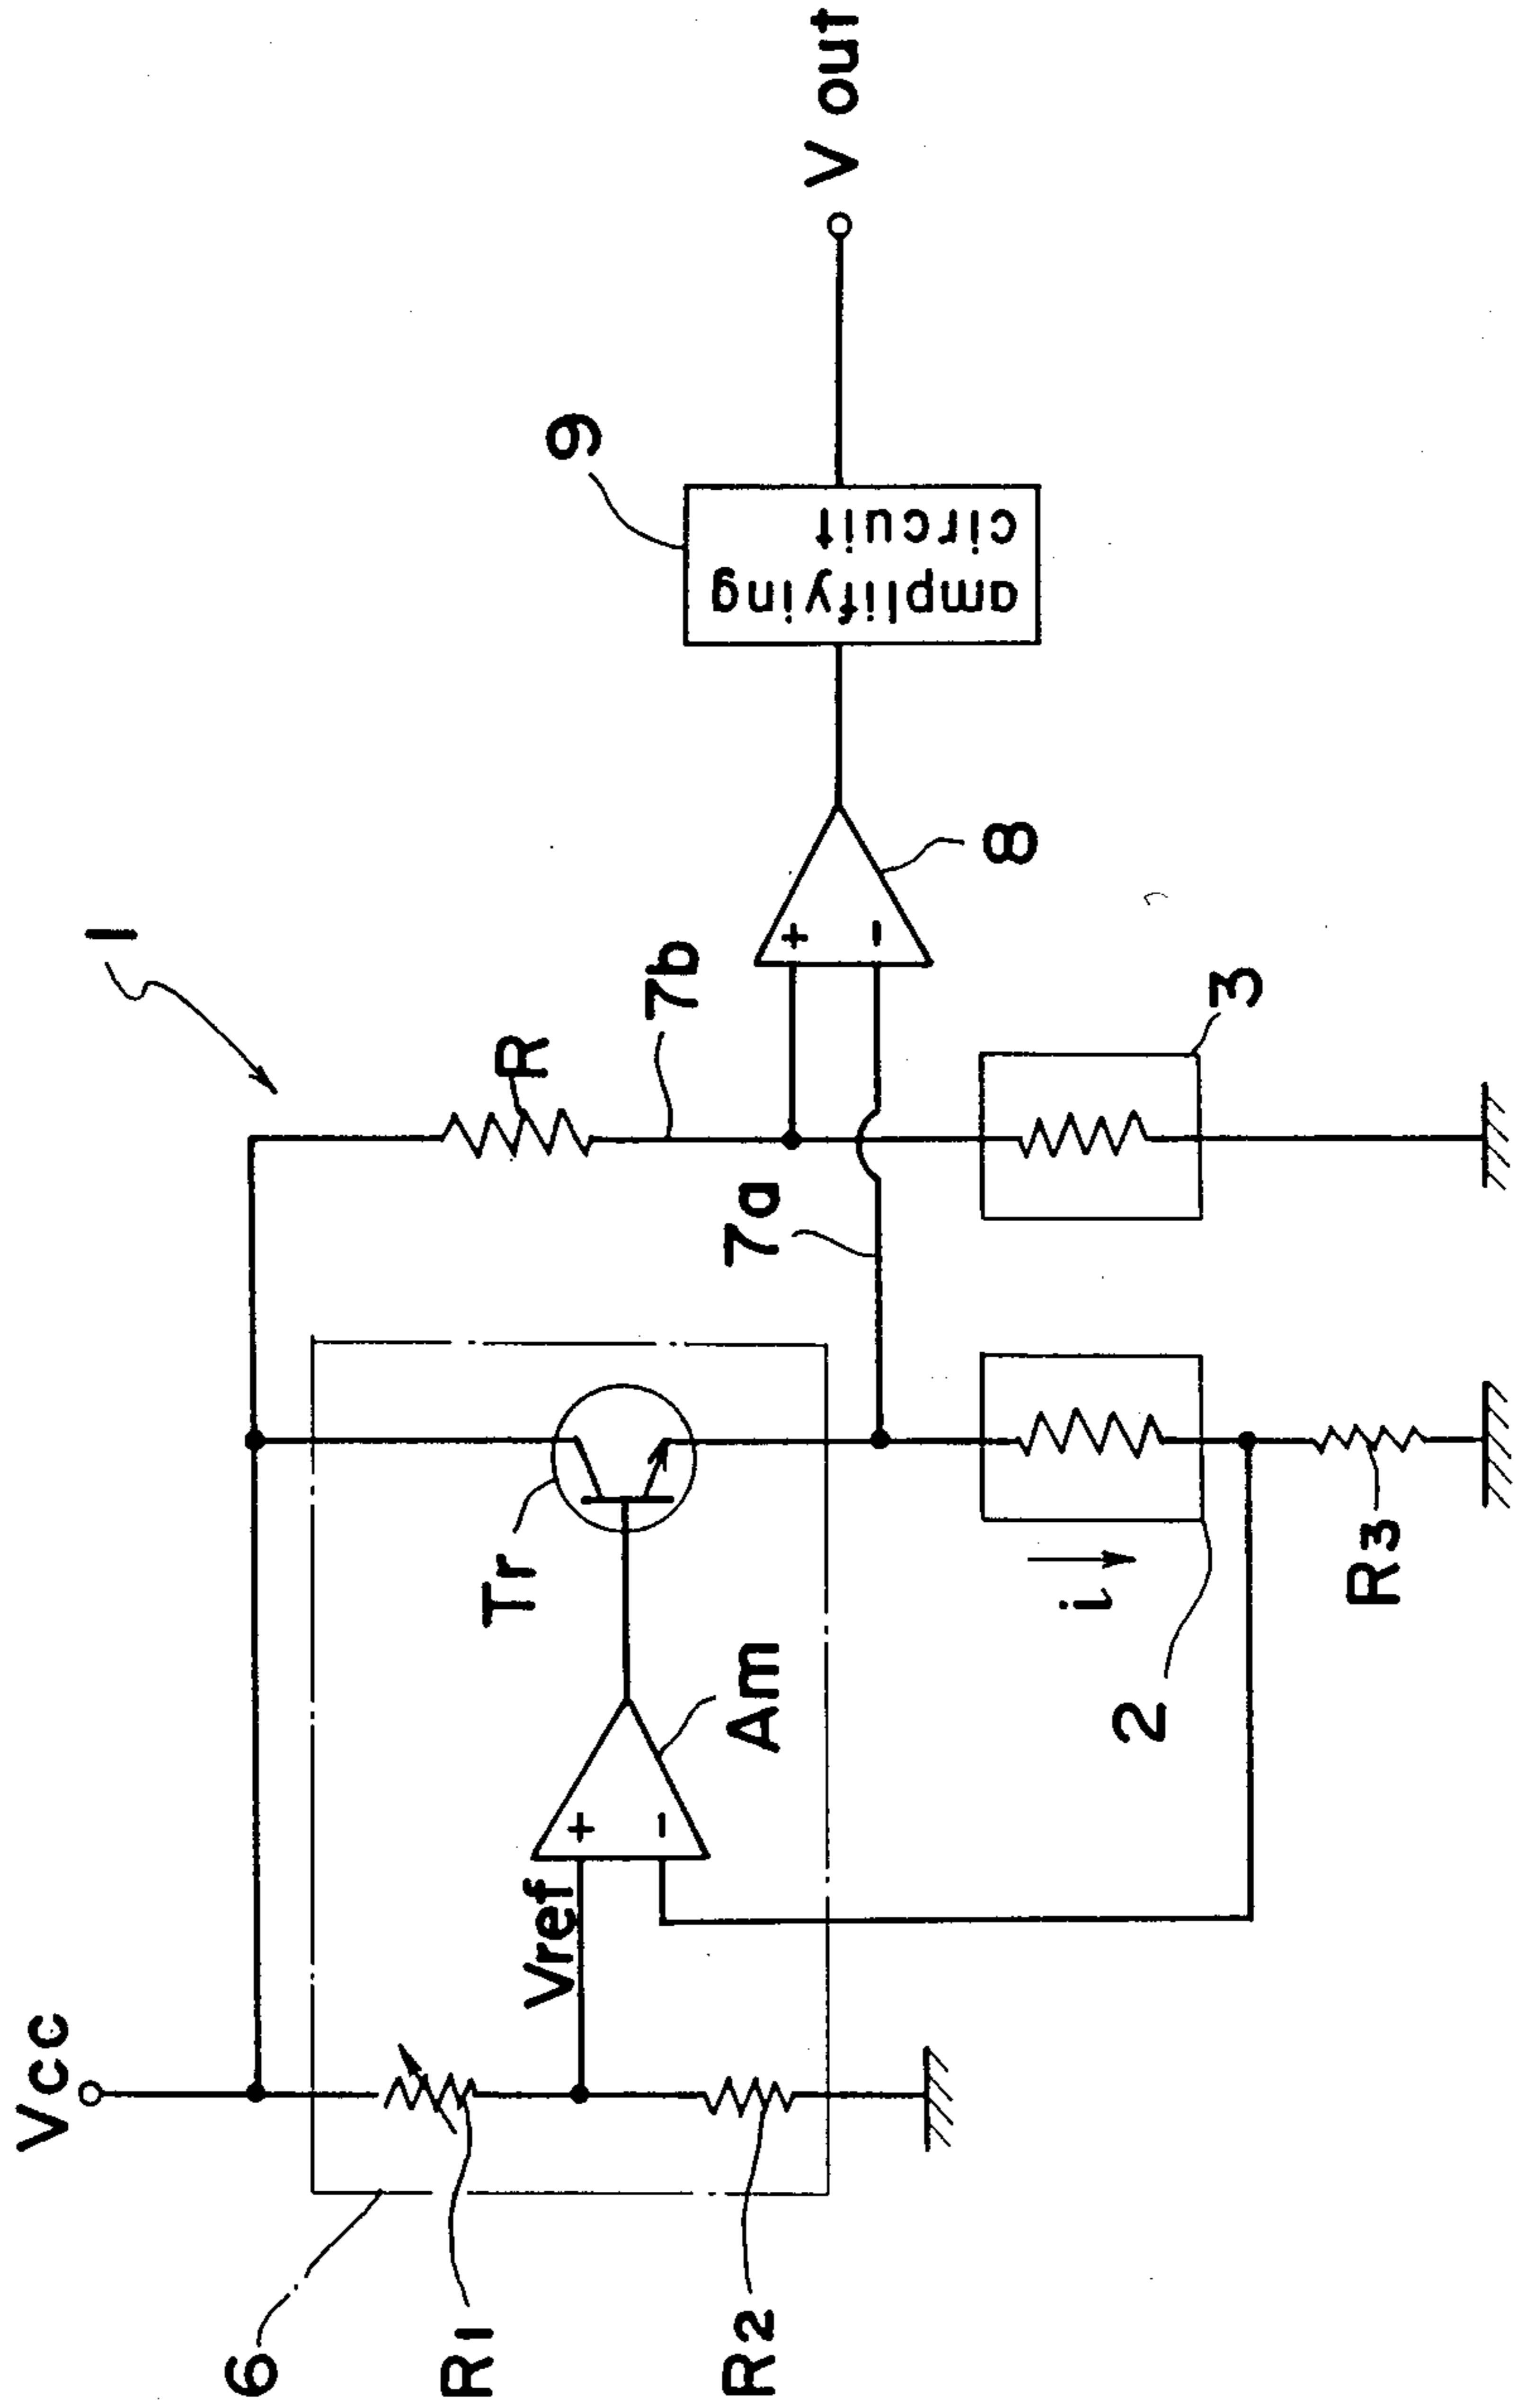 Vcc
1
6
R1
R2
Vref
Am
Tr
+
-
i
2
R3
R
7b
7a
+
-
3
8
9
amplifying
circuit
V out